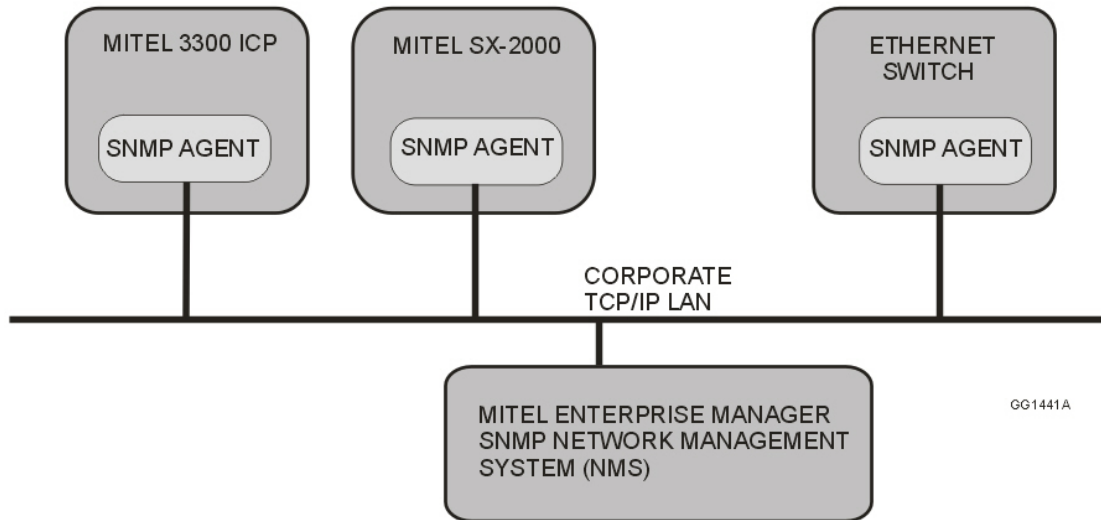 MITEL 3300 ICP
SNMP AGENT
MITEL SX-2000
SNMP AGENT
ETHERNET
SWITCH
SNMP AGENT
CORPORATE
TCP/IP LAN
MITEL ENTERPRISE MANAGER
SNMP NETWORK MANAGEMENT
SYSTEM (NMS)
GG1441A